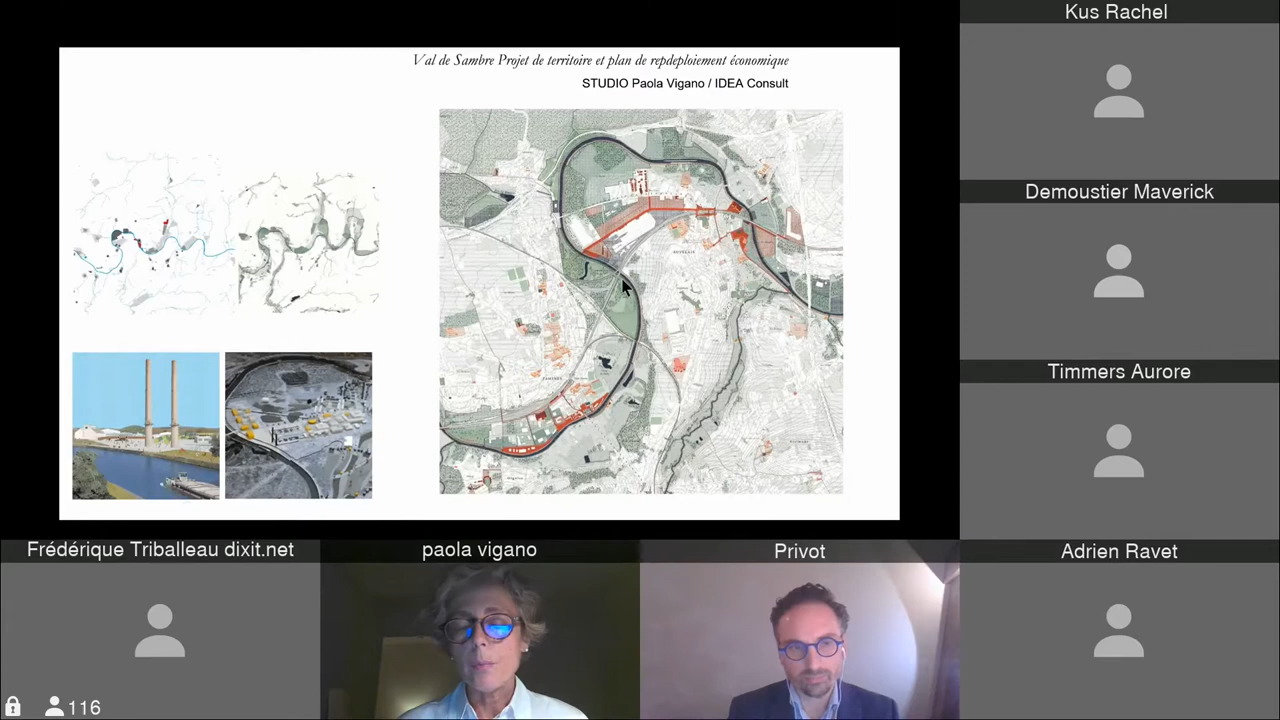 Kus Rachel
Val de Sambre Projet de territoire et plan de repdeploiement économique
STUDIO Paola Vigano / IDEA Consult
Demoustier Maverick
Timmers Aurore
Frédérique Triballeau dixit.net
paola vigano
Privot
Adrien Ravet
116